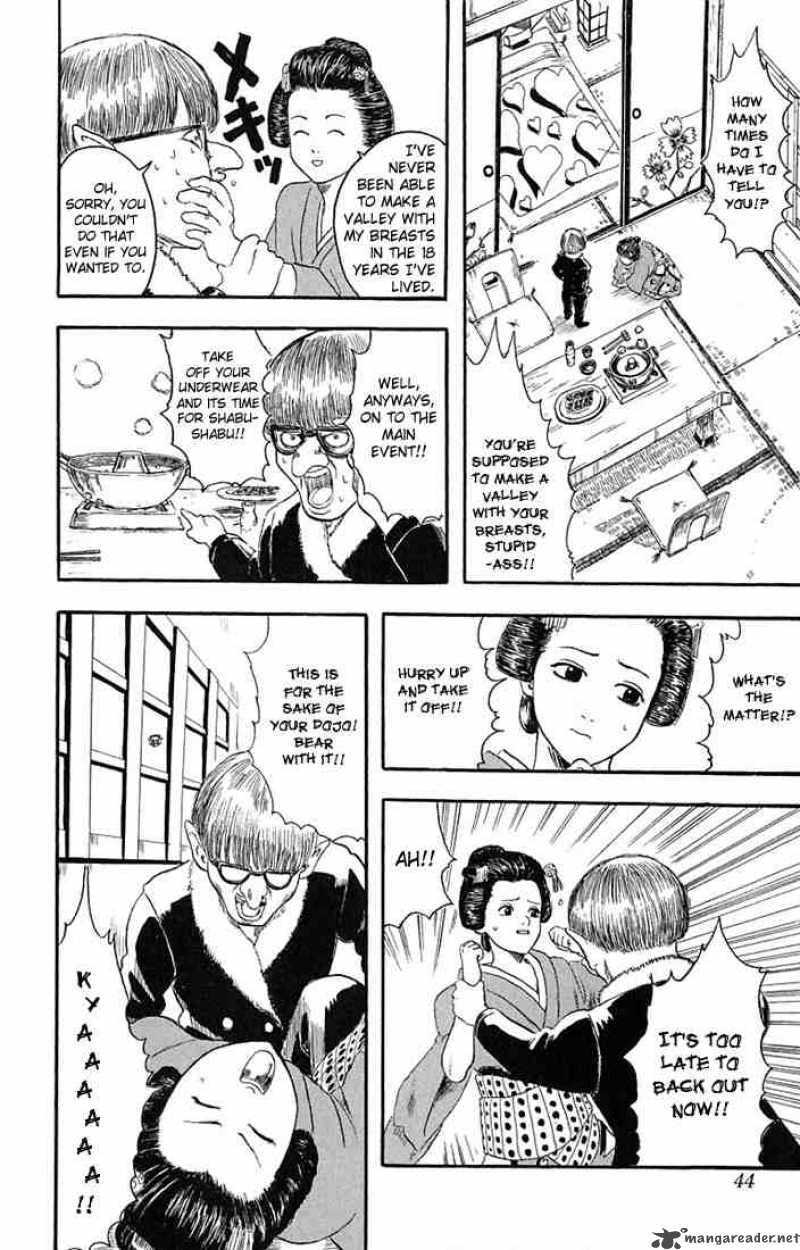 HOW
MANY
TIMES
DO I
HAVE TO
TELL
YOU!?
YOU'RE
SUPPOSED
TO MAKE A
VALLEY
WITH YOUR
BREASTS,
STUPID
-ASS!!
I'VE
NEVER
BEEN ABLE
TO MAKE A
VALLEY WITH
MY BREASTS
IN THE 18
YEARS I'VE
LIVED.
メキッ
OH,
SORRY, YOU
COULDN'T
DO THAT
EVEN IF YOU
WANTED TO.
WELL,
ANYWAYS,
ON TO THE
MAIN
EVENT!!
TAKE
OFF YOUR
UNDERWEAR
AND ITS TIME
FOR SHABU-
SHABU!!
WHAT'S
THE
MATTER!?
HURRY UP
AND TAKE
IT OFF!!
AH!!
IT'S TOO
LATE TO
BACK OUT
NOW!!
THIS IS
FOR THE
SAKE OF
YOUR DOJO!
BEAR
WITH IT!!
KYAAAAAA!!
44
mangareader.net